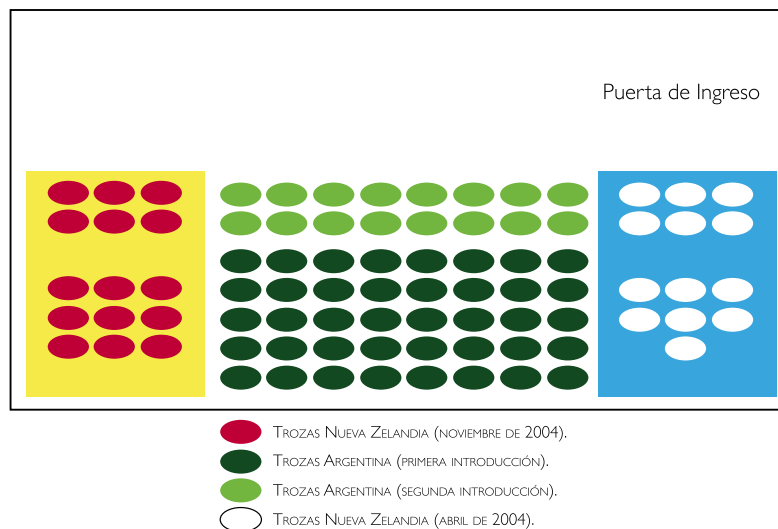 Puerta de Ingreso
Trozas Nueva Zelandia (noviembre de 2004).
Trozas Argentina (primera introducción).
Trozas Argentina (segunda introducción).
Trozas Nueva Zelandia (abril de 2004).